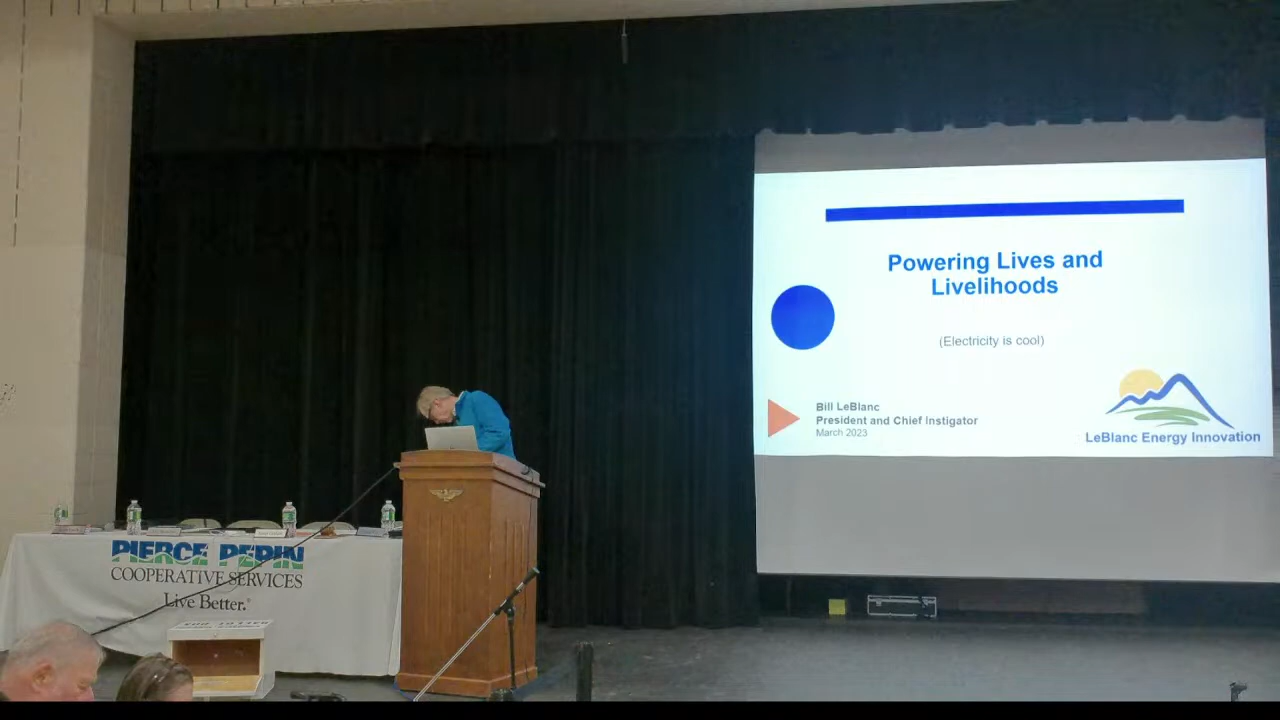 Powering Lives and
Livelihoods
(Electricity is cool)
Bill LeBlanc
President and Chief Instigator
March 2023
LeBlanc Energy Innovation
PIERCE PEPIN
COOPERATIVE SERVICES
Live Better.®